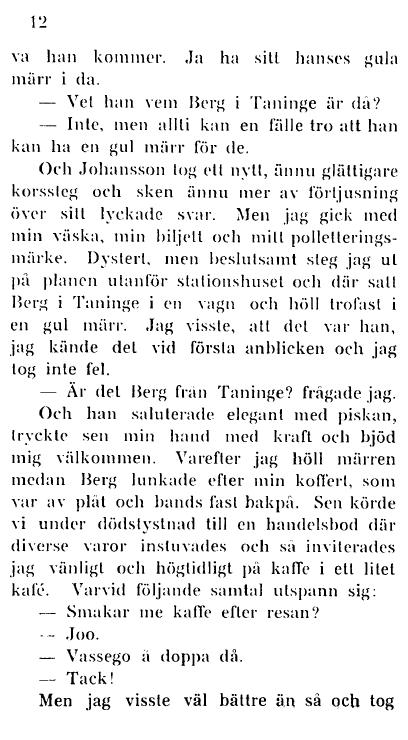 12
va han kommer. Ja ha sitt hanses gula
märr i da.
— Vet han vem Berg i Taninge är då?
— Inte, men allti kan en fälle tro att han
kan ha en gul märr för de.
Och Johansson tog ett nytt, ännu glättigare
korssteg och sken ännu mer av förtjusning
över sitt lyckade svar. Men jag gick med
min väska, min biljett och mitt polletterings-
märke. Dystert, men beslutsamt steg jag ut
på planen utanför stationshuset och där satt
Berg i Taninge i en vagn och höll trofast i
en gul märr. Jag visste, att det var han,
jag kände det vid första anblicken och jag
tog inte fel.
— Är det Berg från Taninge? frågade jag.
Och han saluterade elegant med piskan,
tryckte sen min hand med kraft och bjöd
mig välkommen. Varefter jag höll märren
medan Berg lunkade efter min koffert, som
var av plåt och bands fast bakpå. Sen körde
vi under dödstystnad till en handelsbod där
diverse varor instuvades och så inviterades
jag vänligt och högtidligt på kaffe i ett litet
kafé. Varvid följande samtal utspann sig:
— Smakar me kaffe efter resan?
— Joo.
— Vassego å doppa då.
— Tack!
Men jag visste väl bättre än så och tog